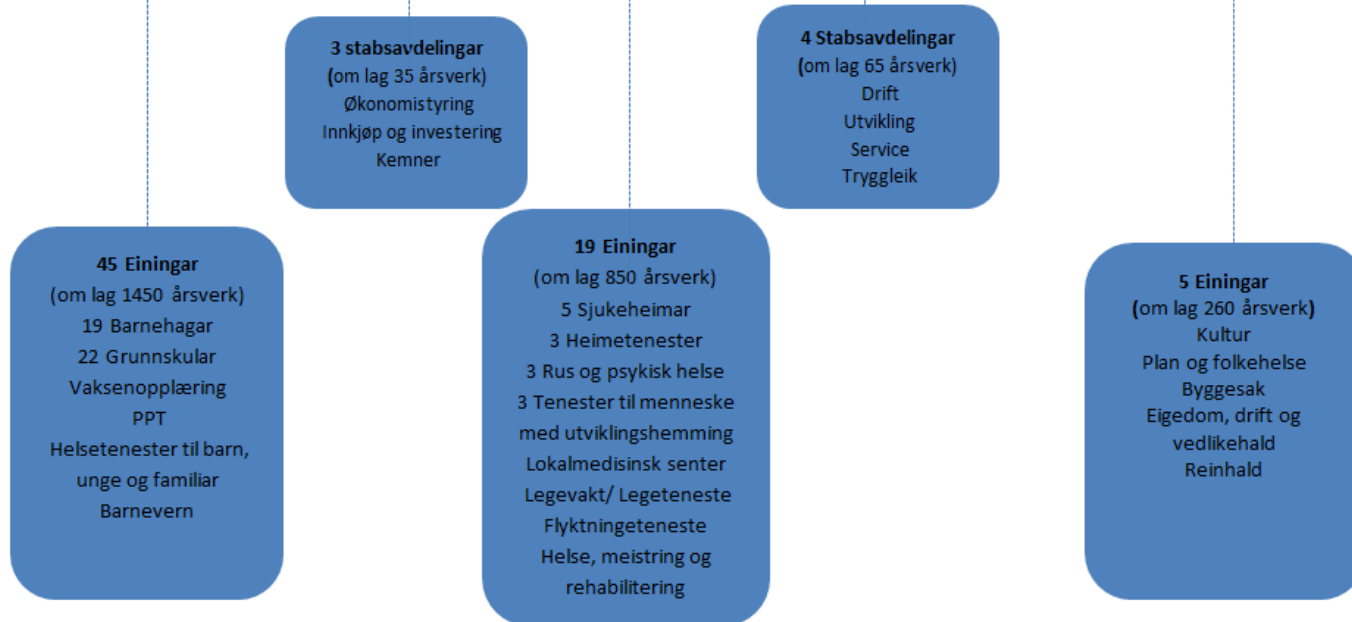 3 stabsavdelingar
(om lag 35 årsverk)
Økonomistyring
Innkjøp og investering
Kemner
4 Stabsavdelingar
(om lag 65 årsverk)
Drift
Utvikling
Service
Tryggleik
45 Einingar
(om lag 1450 årsverk)
19 Barnehagar
22 Grunnskular
Vaksenopplæring
PPT
Helsetenester til barn,
unge og familiar
Barnevern
19 Einingar
(om lag 850 årsverk)
5 Sjukeheimar
3 Heimetenester
3 Rus og psykisk helse
3 Tenester til menneske
med utviklingshemming
Lokalmedisinsk senter
Legevakt/ Legeteneste
Flyktningeteneste
Helse, meistring og
rehabilitering
5 Einingar
(om lag 260 årsverk)
Kultur
Plan og folkehelse
Byggesak
Eigedom, drift og
vedlikehald
Reinhald